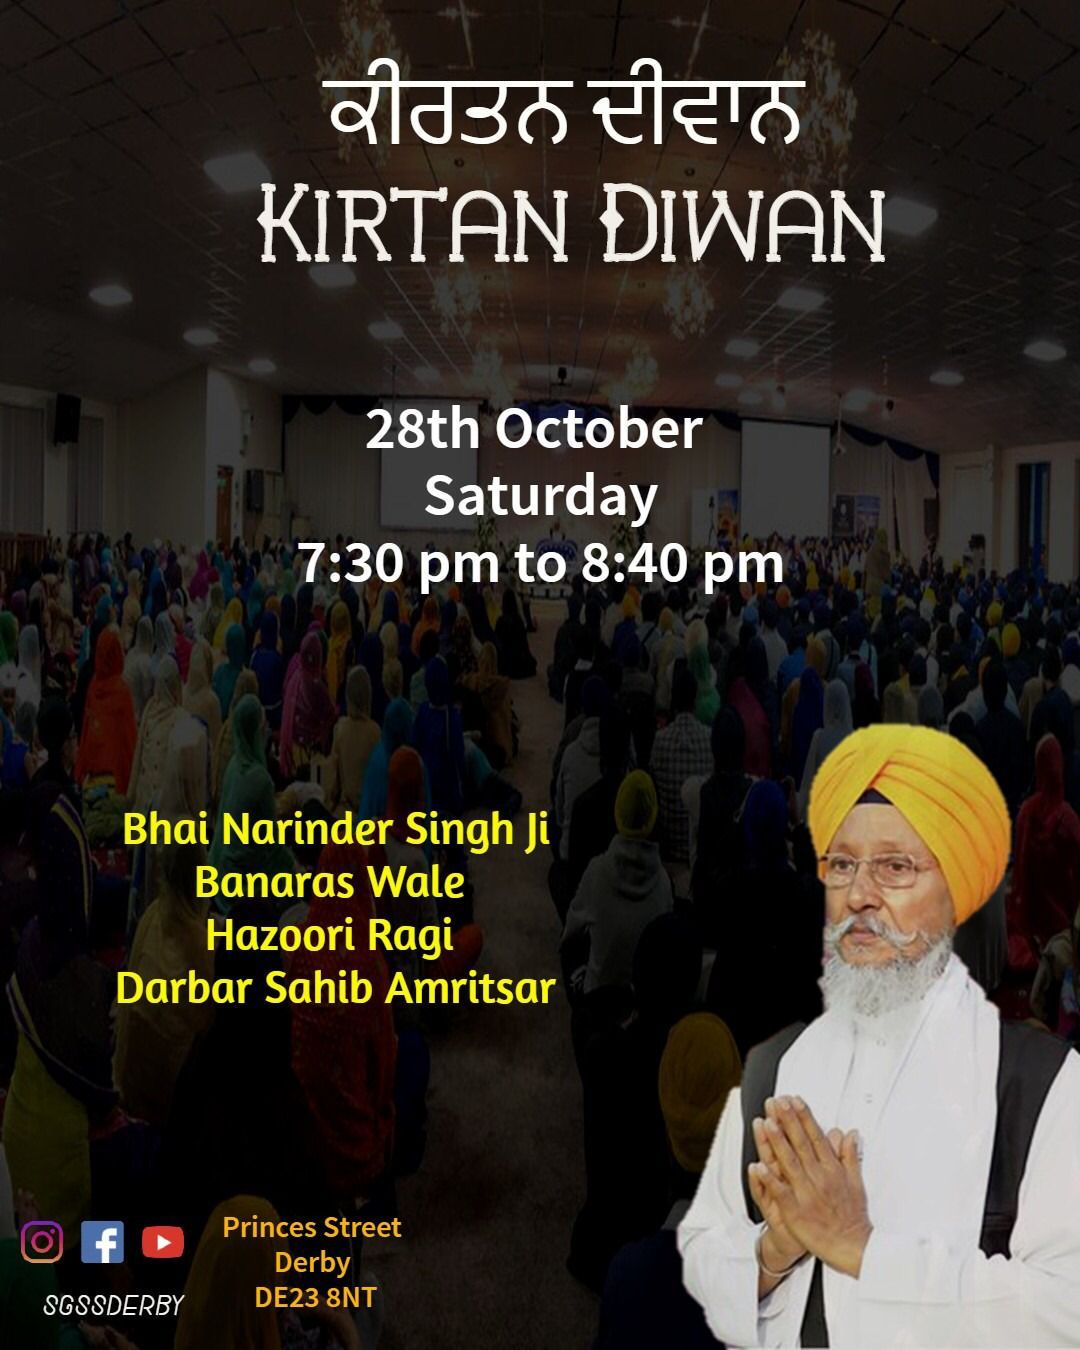 ਕੀਰਤਨ ਦੀਵਾਨ
KIRTAN DIWAN
28th October
Saturday
7:30 pm to 8:40 pm
Bhai Narinder Singh Ji
Banaras Wale
Hazoori Ragi
Darbar Sahib Amritsar
Princes Street
Derby
DE23 8NT
SGSSDERBY